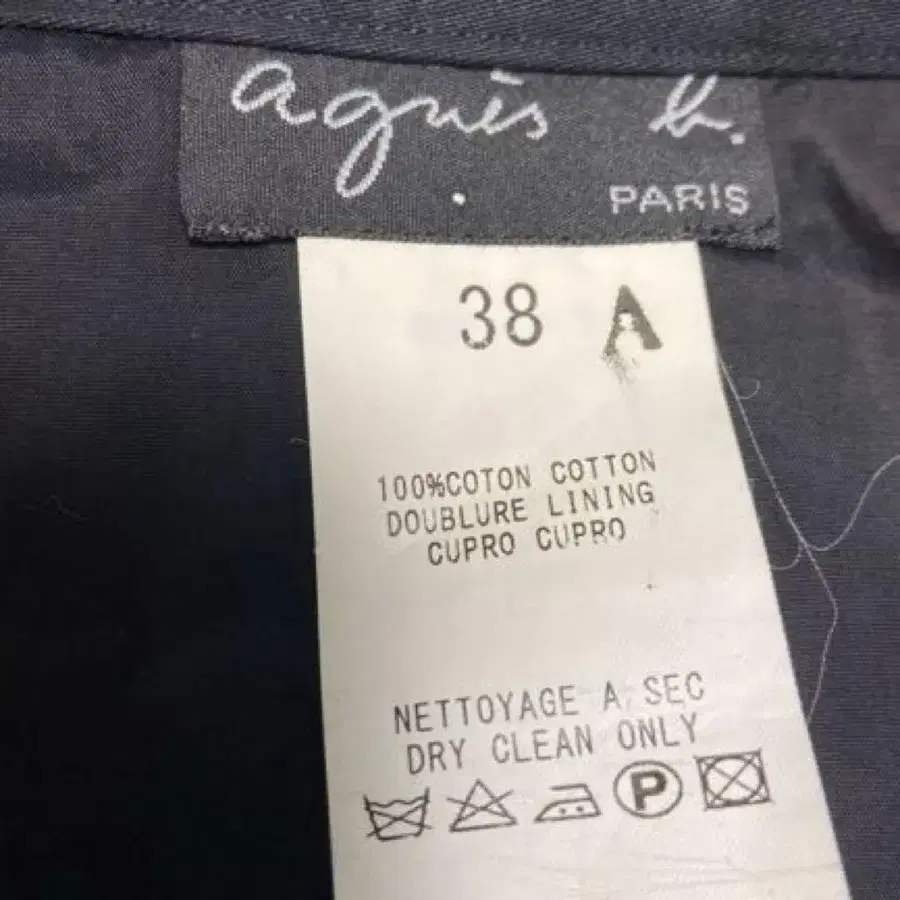 agnès b.
PARIS
38 A
100%COTON COTTON
DOUBLURE LINING
CUPRO CUPRO
NETTOYAGE A SEC
DRY CLEAN ONLY
P